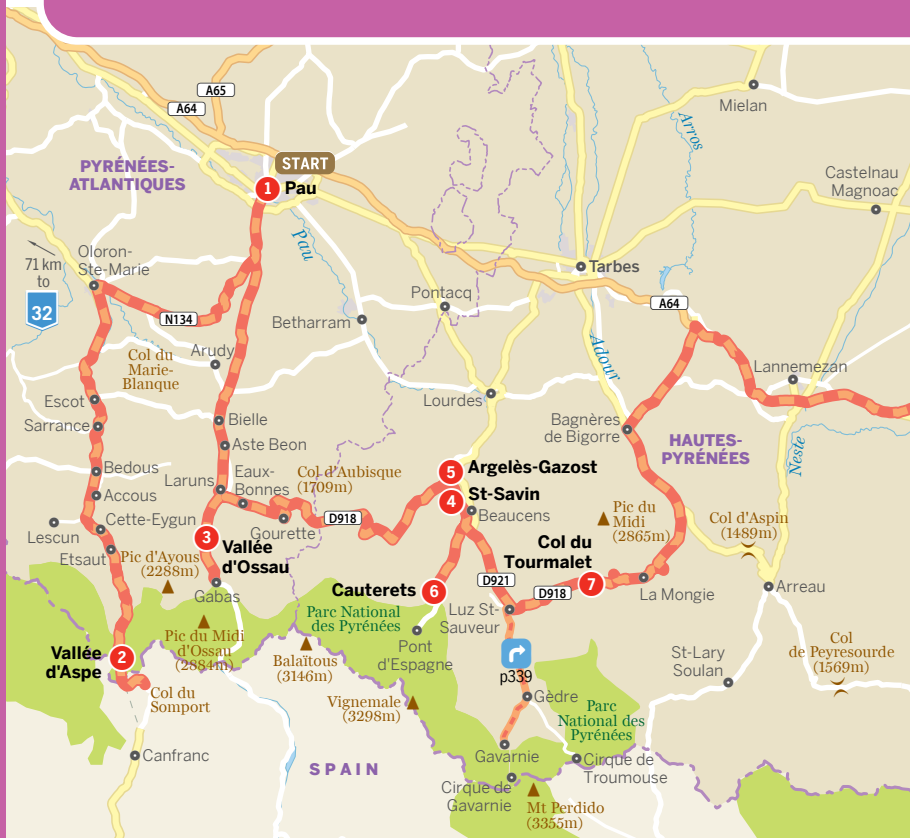 A65
A64
Mielan
Arros
PYRÉNÉES-
ATLANTIQUES
START
1 Pau
Castelnau
Magnoac
Pau
Oloron-
Ste-Marie
71 km
to
32
Tarbes
Pontacq
A64
N134
Betharram
Adour
Col du
Marie-
Blanque
Arudy
Lannemezan
Escot
Lourdes
Sarrance
Bielle
Bagnères
de Bigorre
HAUTES-
PYRÉNÉES
Neste
Aste Beon
Bedous
Laruns
Eaux-
Bonnes
Col d'Aubisque
(1709m)
5 Argelès-Gazost
4 St-Savin
Accous
Beaucens
Lescun
Cette-Eygun
Gourette
D918
Pic du
Midi
(2865m)
Col d'Aspin
(1489m)
Etsaut
3 Vallée
d'Ossau
Col du
Tourmalet
7
Pic d'Ayous
(2288m)
Gabas
Cauterets 6
D921
D918
La Mongie
Arreau
Parc National
des Pyrénées
Luz St-
Sauveur
Pic du Midi
d'Ossau
(2884m)
Pont
d'Espagne
Vallée
d'Aspe
2
Balaïtous
(3146m)
p339
St-Lary
Soulan
Col
de Peyresourde
(1569m)
Col du
Somport
Vignemale
(3298m)
Gèdre
Parc
National des
Pyrénées
Canfranc
SPAIN
Gavarnie
Cirque de
Troumouse
Cirque de
Gavarnie
Mt Perdido
(3355m)